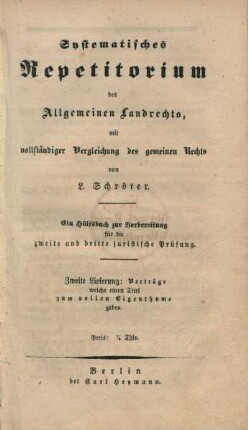 Systematisches
Repetitorium
des
Allgemeinen Landrechts,
mit
vollständiger Vergleichung des gemeinen Rechts
von
L. Schröter.
Ein Hülfsbuch zur Vorbereitung
für die
zweite und dritte juristische Prüfung.
Zweite Lieferung: Verträge
welche einen Titel
zum vollen Eigenthume
geben.
Preis: Thlr.
Berlin
bei Carl Heymann.